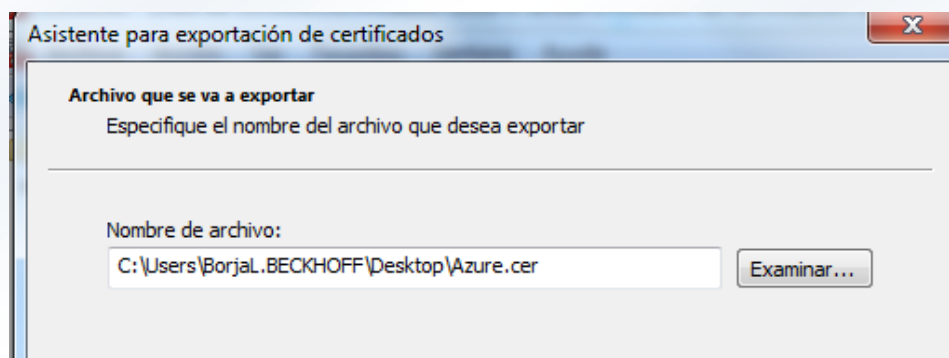 Asistente para exportación de certificados
Archivo que se va a exportar
Especifique el nombre del archivo que desea exportar
Nombre de archivo:
C:\Users\BorjaL.BECKHOFF\Desktop\Azure.cer
Examinar...